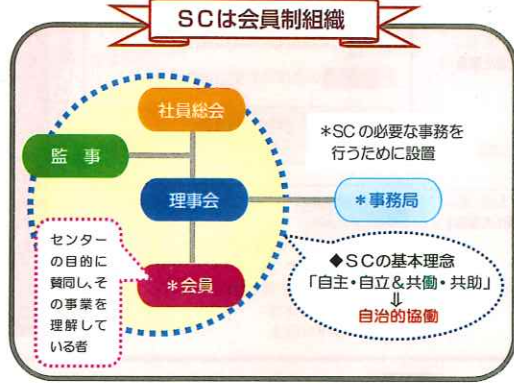 SCは会員制組織
社員総会
監 事
*SCの必要な事務を
行うために設置
理事会
*事務局
センター
の目的に
賛同し、そ
の事業を
理解して
いる者
*会員
◆SCの基本理念
「自主・自立&共働・共助」
⇓
自治的協働